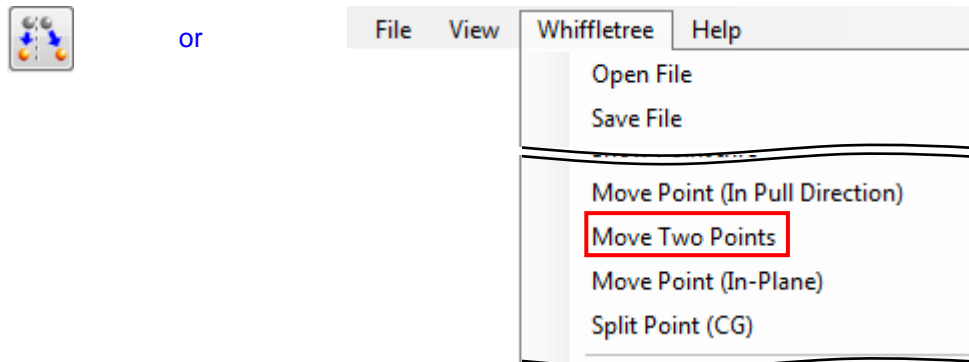 or
File View Whiffletree Help
Open File
Save File
Move Point (In Pull Direction)
Move Two Points
Move Point (In-Plane)
Split Point (CG)